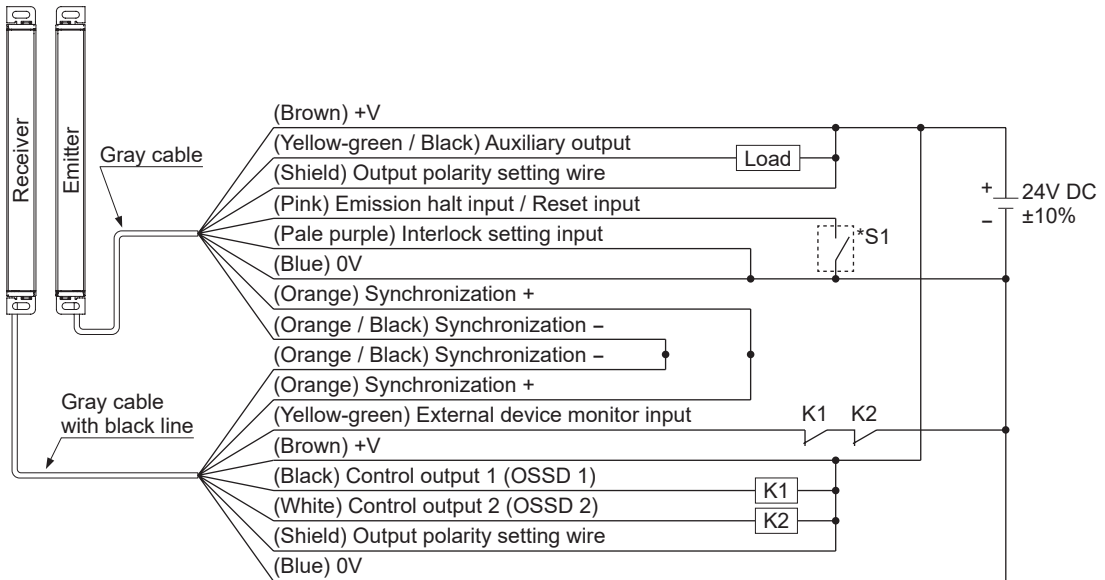 Receiver
Emitter
Gray cable
(Brown) +V
(Yellow-green / Black) Auxiliary output
Load
(Shield) Output polarity setting wire
(Pink) Emission halt input / Reset input
(Pale purple) Interlock setting input
*S1
(Blue) 0V
+
–
24V DC
±10%
(Orange) Synchronization +
(Orange / Black) Synchronization –
(Orange / Black) Synchronization –
(Orange) Synchronization +
Gray cable
with black line
(Yellow-green) External device monitor input
K1 K2
(Brown) +V
(Black) Control output 1 (OSSD 1)
K1
(White) Control output 2 (OSSD 2)
K2
(Shield) Output polarity setting wire
(Blue) 0V